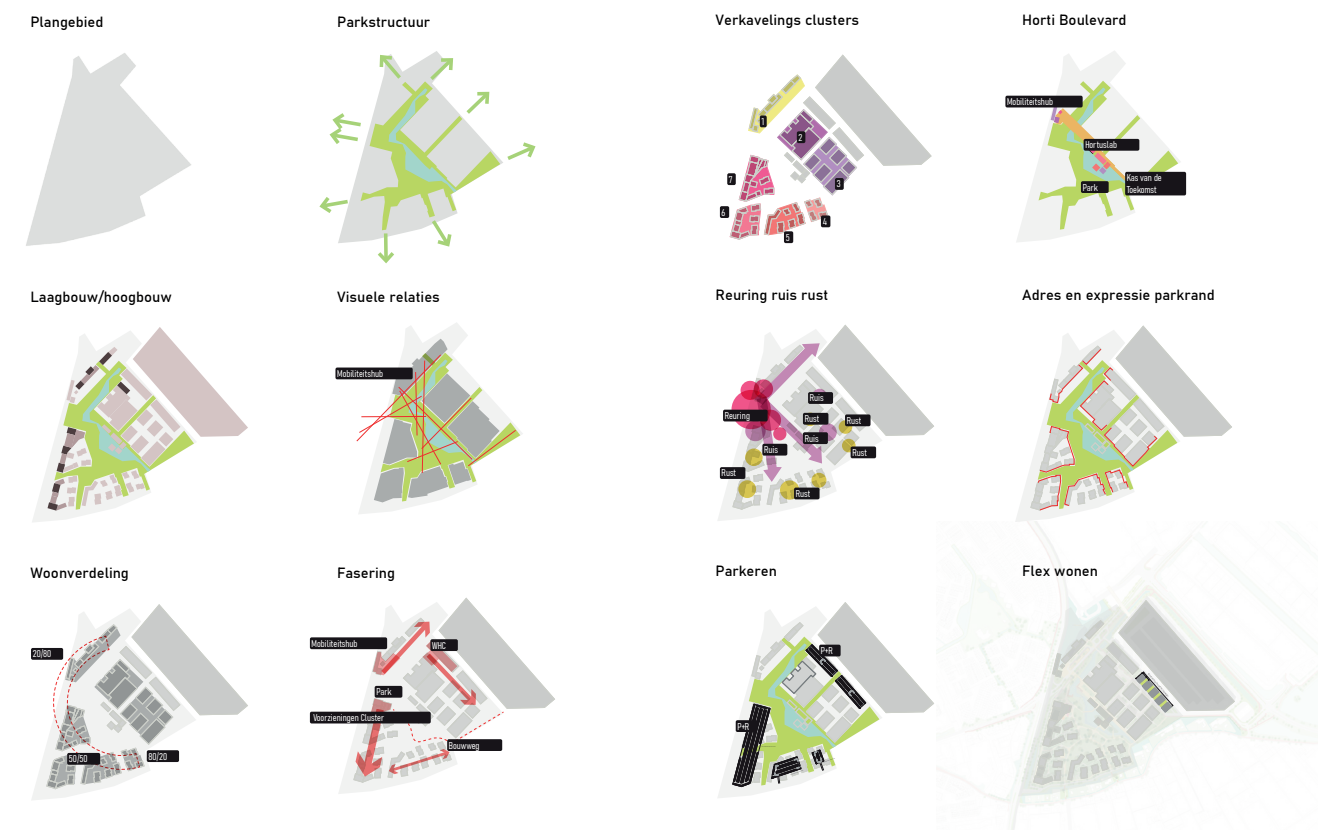 Plangebied
Parkstructuur
Verkavelings clusters
1
2
3
7
6
4
5
Horti Boulevard
Mobiliteitshub
Hortuslab
Kas van de
Toekomst
Park
Laagbouw/hoogbouw
Visuele relaties
Mobiliteitshub
Reuring ruis rust
Ruis
Reuring
Rust
Rust
Ruis
Ruis
Rust
Rust
Rust
Adres en expressie parkrand
Woonverdeling
20/80
50/50
80/20
Fasering
Mobiliteitshub
WHC
Park
Voorzieningen Cluster
Bouwweg
Parkeren
P+R
P+R
Flex wonen